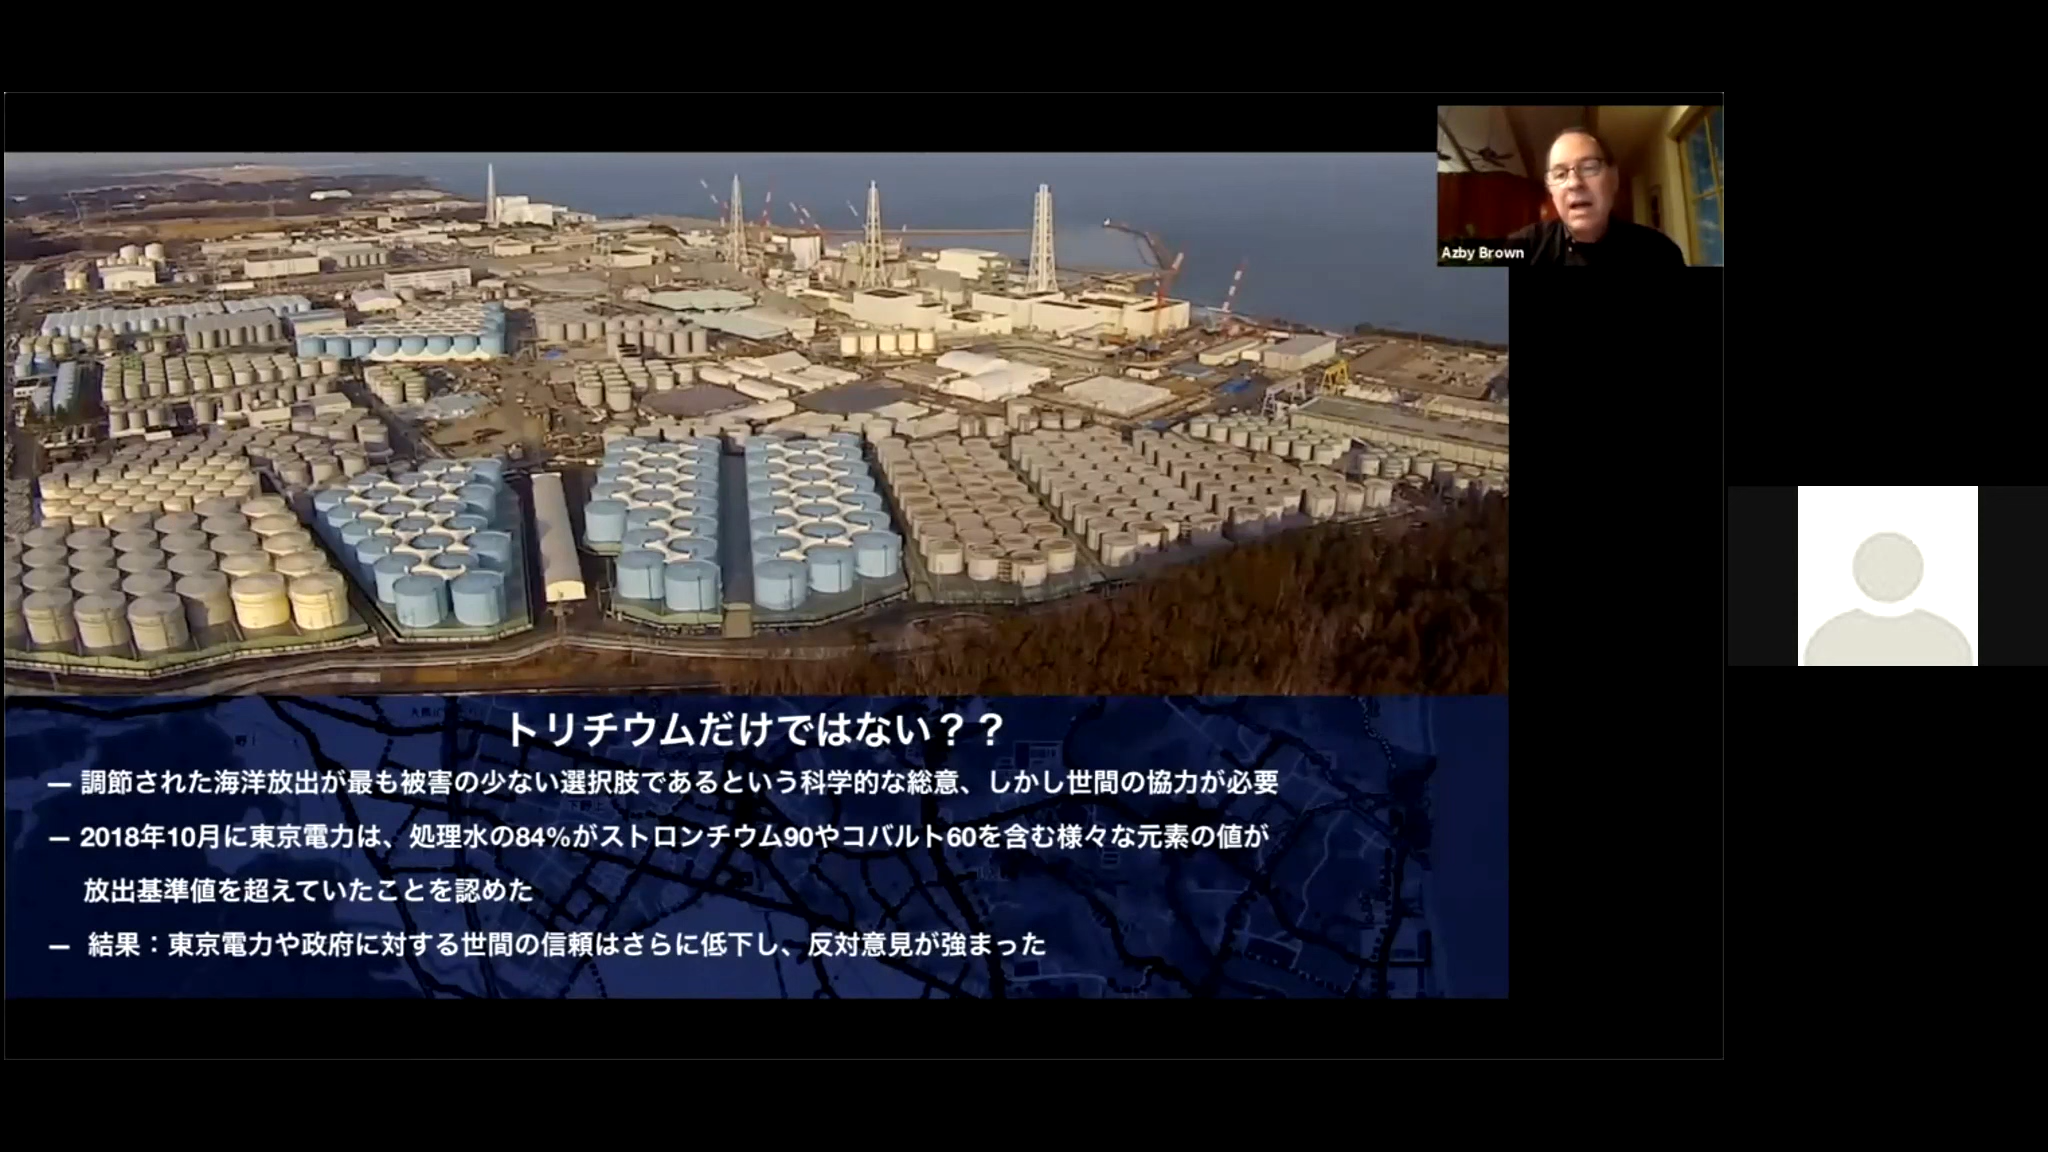 Azby Brown
トリチウムだけではない？？
— 調節された海洋放出が最も被害の少ない選択肢であるという科学的な総意、しかし世間の協力が必要
— 2018年10月に東京電力は、処理水の84%がストロンチウム90やコバルト60を含む様々な元素の値が
放出基準値を超えていたことを認めた
— 結果：東京電力や政府に対する世間の信頼はさらに低下し、反対意見が強まった